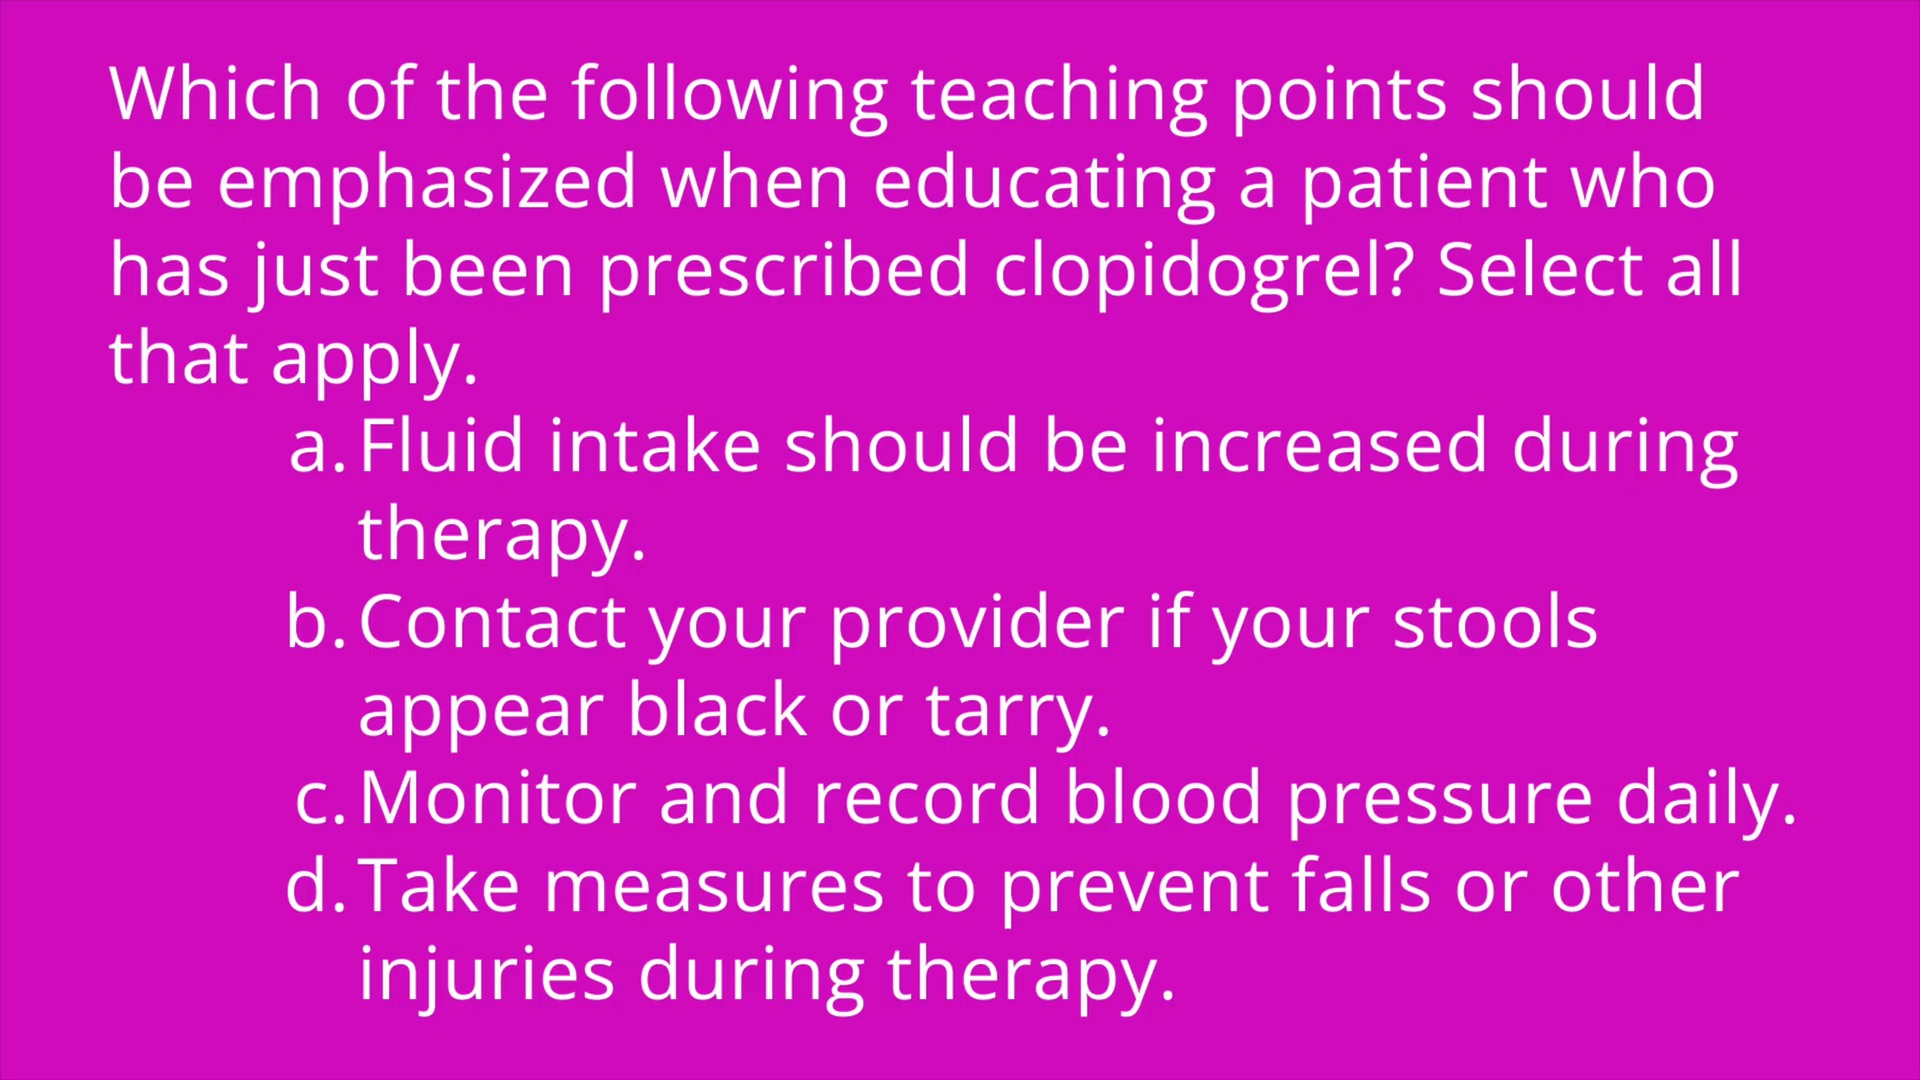 Which of the following teaching points should
be emphasized when educating a patient who
has just been prescribed clopidogrel? Select all
that apply.
a. Fluid intake should be increased during
therapy.
b. Contact your provider if your stools
appear black or tarry.
c. Monitor and record blood pressure daily.
d. Take measures to prevent falls or other
injuries during therapy.